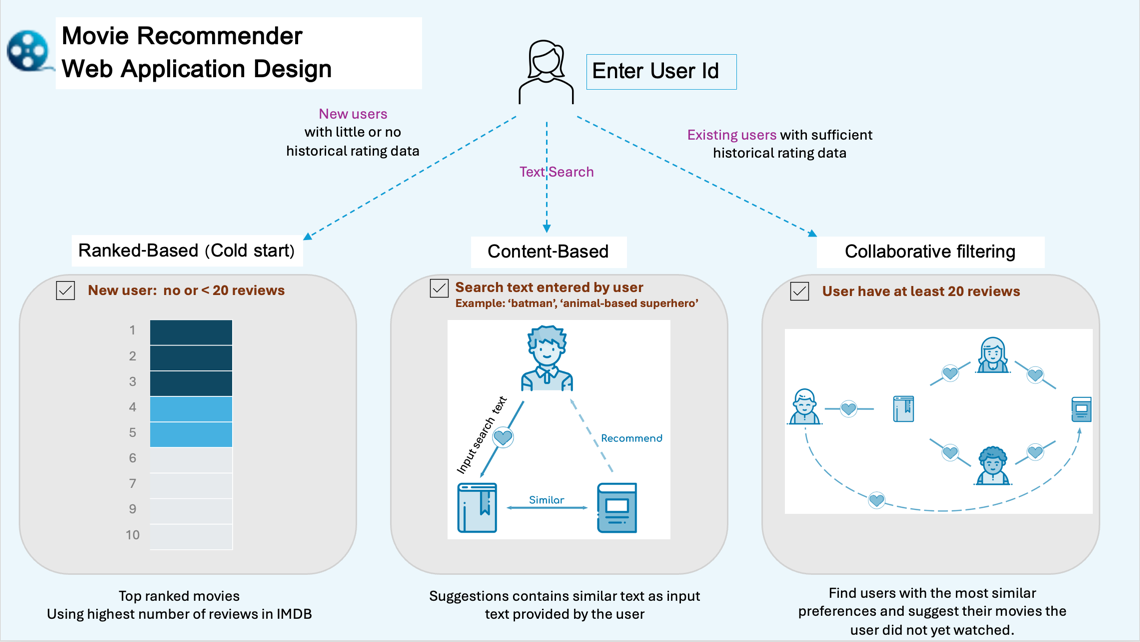 Movie Recommender
Web Application Design
Enter User Id
New users
with little or no
historical rating data
Text Search
Existing users with sufficient
historical rating data
Ranked-Based (Cold start)
New user:  no or < 20 reviews
1
2
3
4
5
6
7
9
10
Top ranked movies
Using highest number of reviews in IMDB
Content-Based
Search text entered by user
Example: ‘batman’, ‘animal-based superhero’
Input search text
Recommend
Similar
Suggestions contains similar text as input
text provided by the user
Collaborative filtering
User have at least 20 reviews
Find users with the most similar
preferences and suggest their movies the
user did not yet watched.